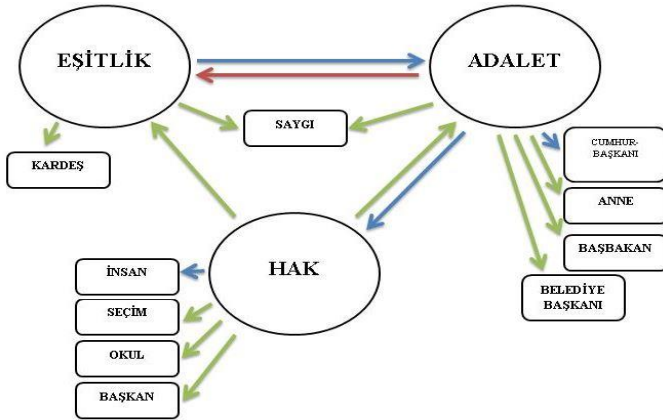 EŞİTLİK
ADALET
SAYGI
KARDEŞ
CUMHUR-
BAŞKANI
ANNE
BAŞBAKAN
BELEDİYE
BAŞKANI
HAK
İNSAN
SEÇİM
OKUL
BAŞKAN